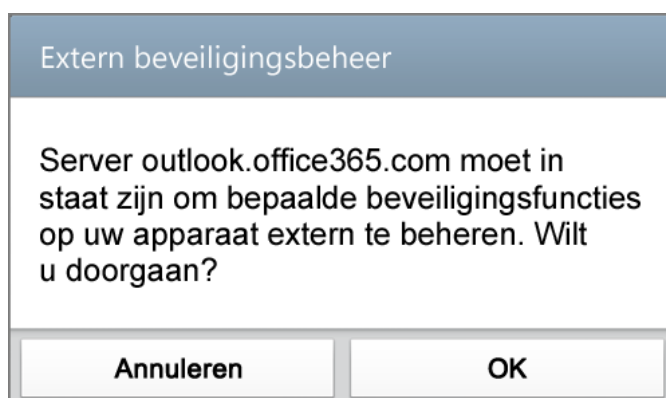 Extern beveiligingsbeheer
Server outlook.office365.com moet in
staat zijn om bepaalde beveiligingsfuncties
op uw apparaat extern te beheren. Wilt
u doorgaan?
Annuleren
OK